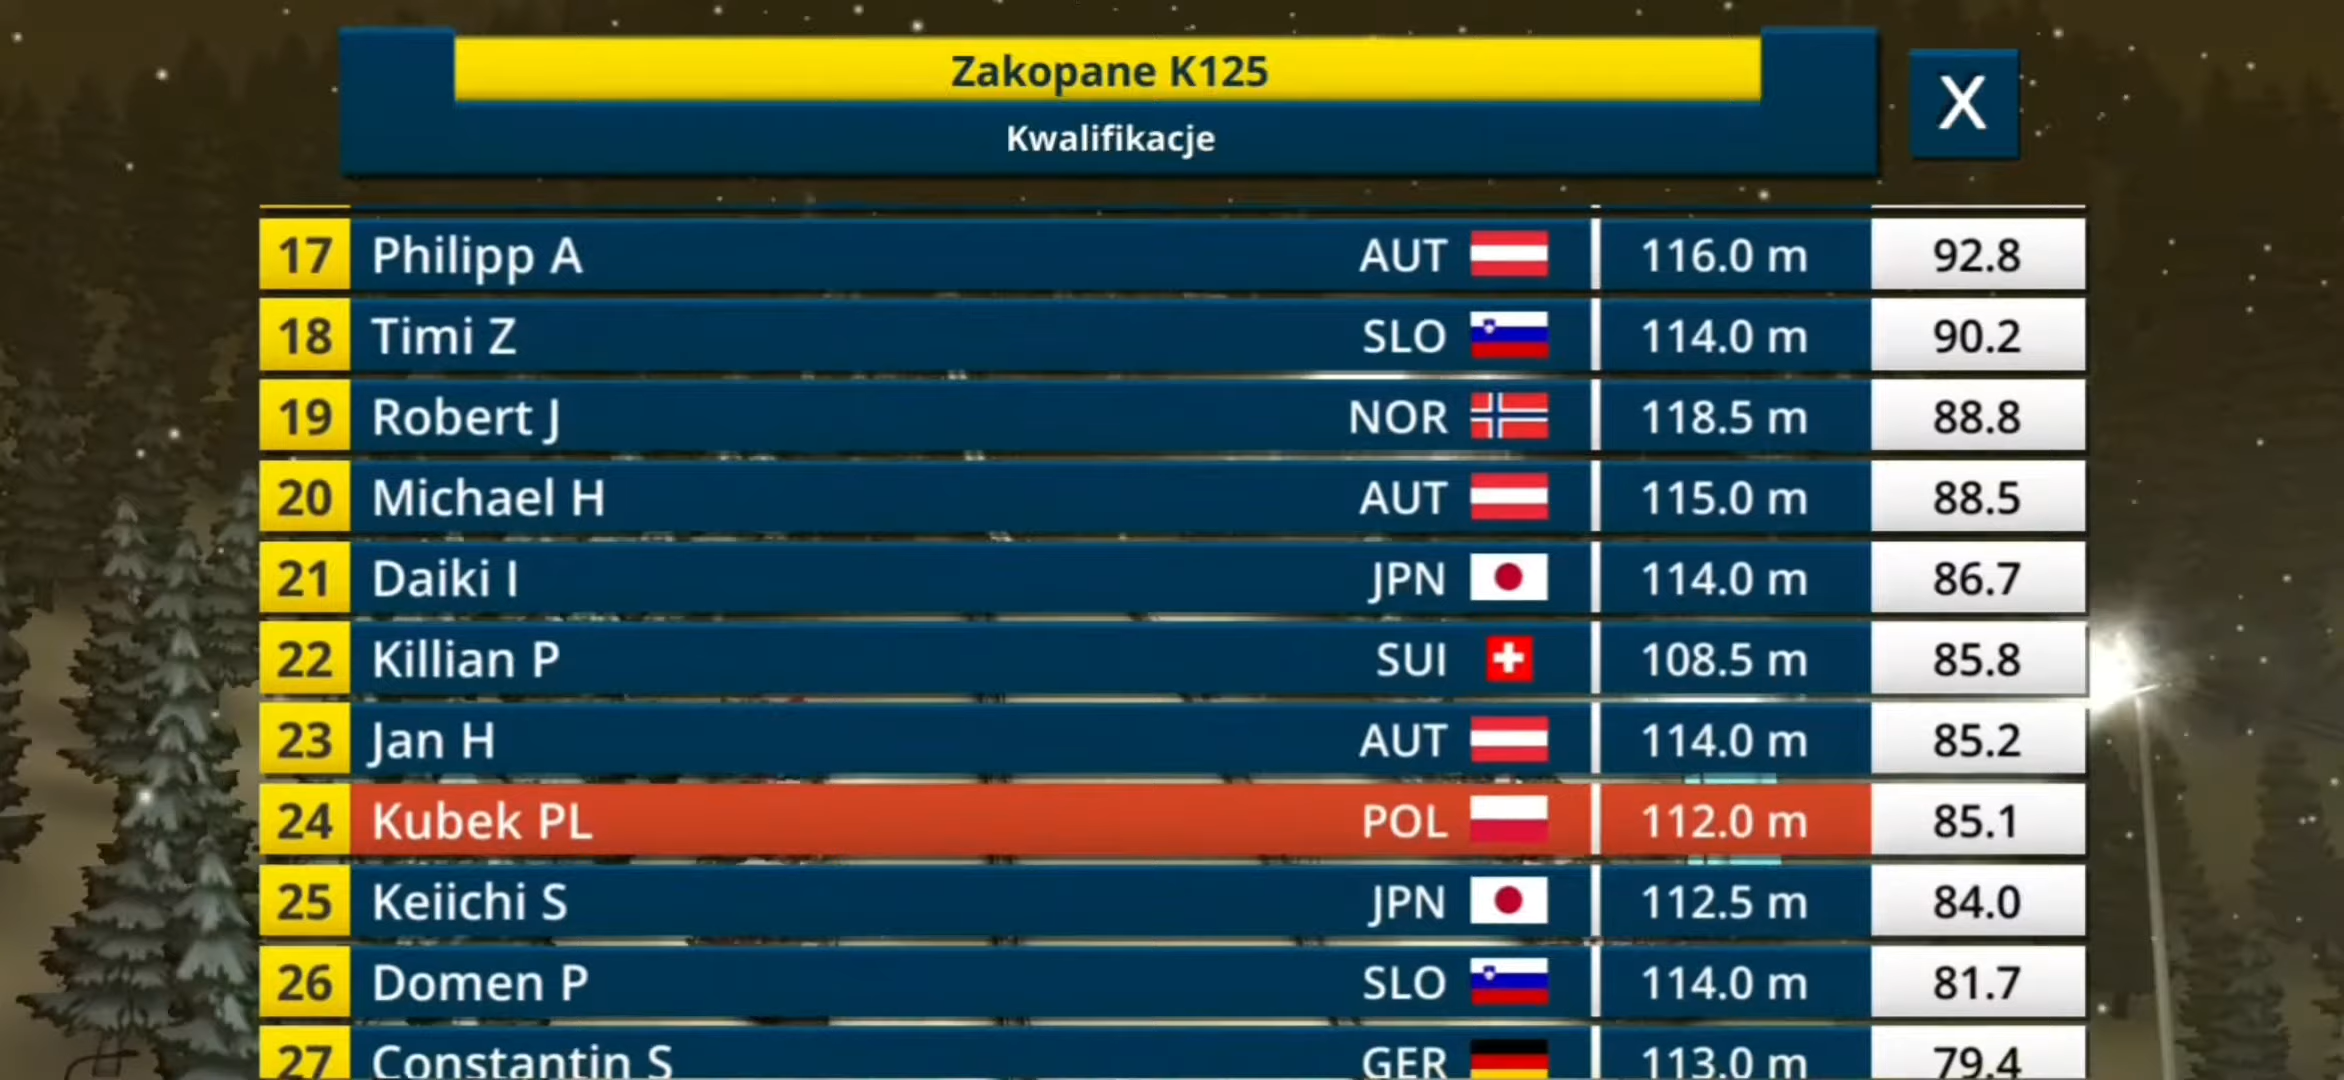 Zakopane K125
X
Kwalifikacje
17 Philipp A AUT 116.0 m 92.8
18 Timi Z SLO 114.0 m 90.2
19 Robert J NOR 118.5 m 88.8
20 Michael H AUT 115.0 m 88.5
21 Daiki I JPN 114.0 m 86.7
22 Killian P SUI 108.5 m 85.8
23 Jan H AUT 114.0 m 85.2
24 Kubek PL POL 112.0 m 85.1
25 Keiichi S JPN 112.5 m 84.0
26 Domen P SLO 114.0 m 81.7
27 Constantin S GER 113.0 m 79.4